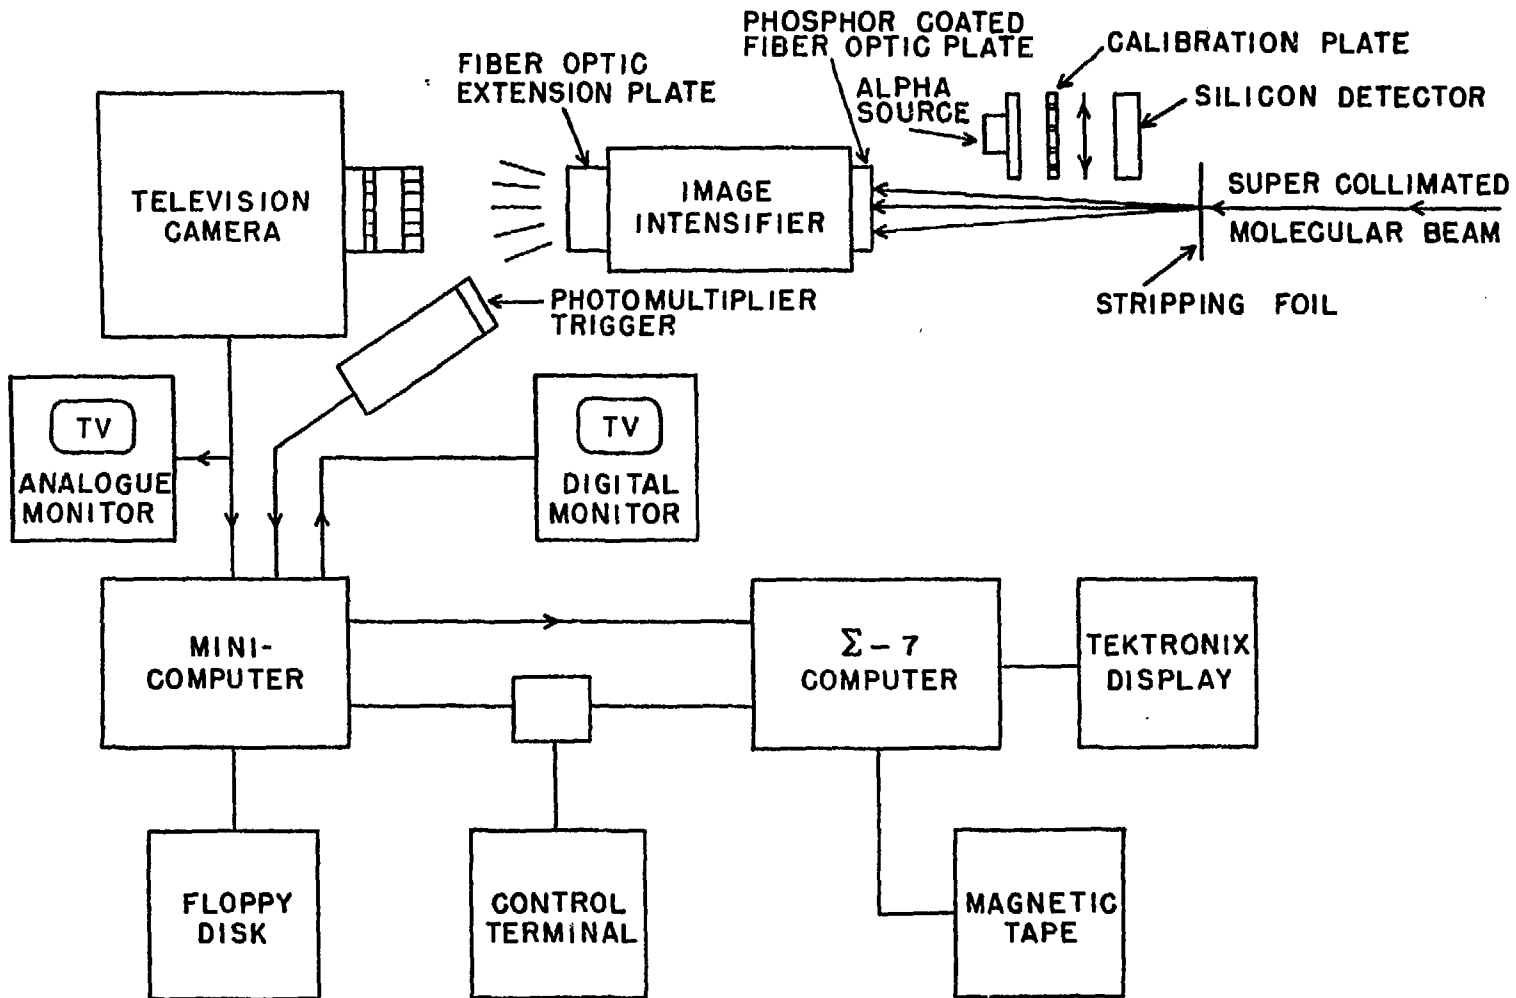 PHOSPHOR COATED
FIBER OPTIC PLATE
CALIBRATION PLATE
FIBER OPTIC
EXTENSION PLATE
ALPHA
SOURCE
SILICON DETECTOR
TELEVISION
CAMERA
IMAGE
INTENSIFIER
SUPER COLLIMATED
MOLECULAR BEAM
STRIPPING FOIL
PHOTOMULTIPLIER
TRIGGER
TV
ANALOGUE
MONITOR
TV
DIGITAL
MONITOR
MINI-
COMPUTER
Σ-7
COMPUTER
TEKTRONIX
DISPLAY
FLOPPY
DISK
CONTROL
TERMINAL
MAGNETIC
TAPE